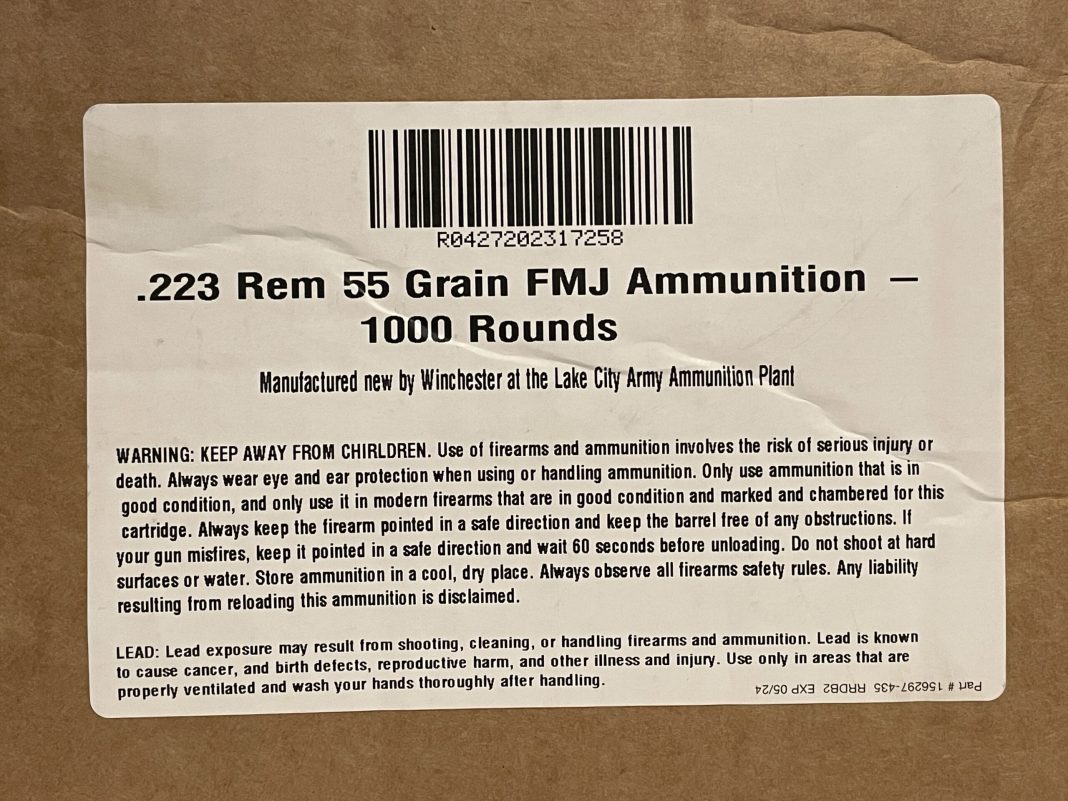 R0427202317258
.223 Rem 55 Grain FMJ Ammunition –
1000 Rounds
Manufactured new by Winchester at the Lake City Army Ammunition Plant
WARNING: KEEP AWAY FROM CHIRLDREN. Use of firearms and ammunition involves the risk of serious injury or
death. Always wear eye and ear protection when using or handling ammunition. Only use ammunition that is in
good condition, and only use it in modern firearms that are in good condition and marked and chambered for this
cartridge. Always keep the firearm pointed in a safe direction and keep the barrel free of any obstructions. If
your gun misfires, keep it pointed in a safe direction and wait 60 seconds before unloading. Do not shoot at hard
surfaces or water. Store ammunition in a cool, dry place. Always observe all firearms safety rules. Any liability
resulting from reloading this ammunition is disclaimed.
LEAD: Lead exposure may result from shooting, cleaning, or handling firearms and ammunition. Lead is known
to cause cancer, and birth defects, reproductive harm, and other illness and injury. Use only in areas that are
properly ventilated and wash your hands thoroughly after handling.
Part # 156297-435 RRDB2 EXP 05/24